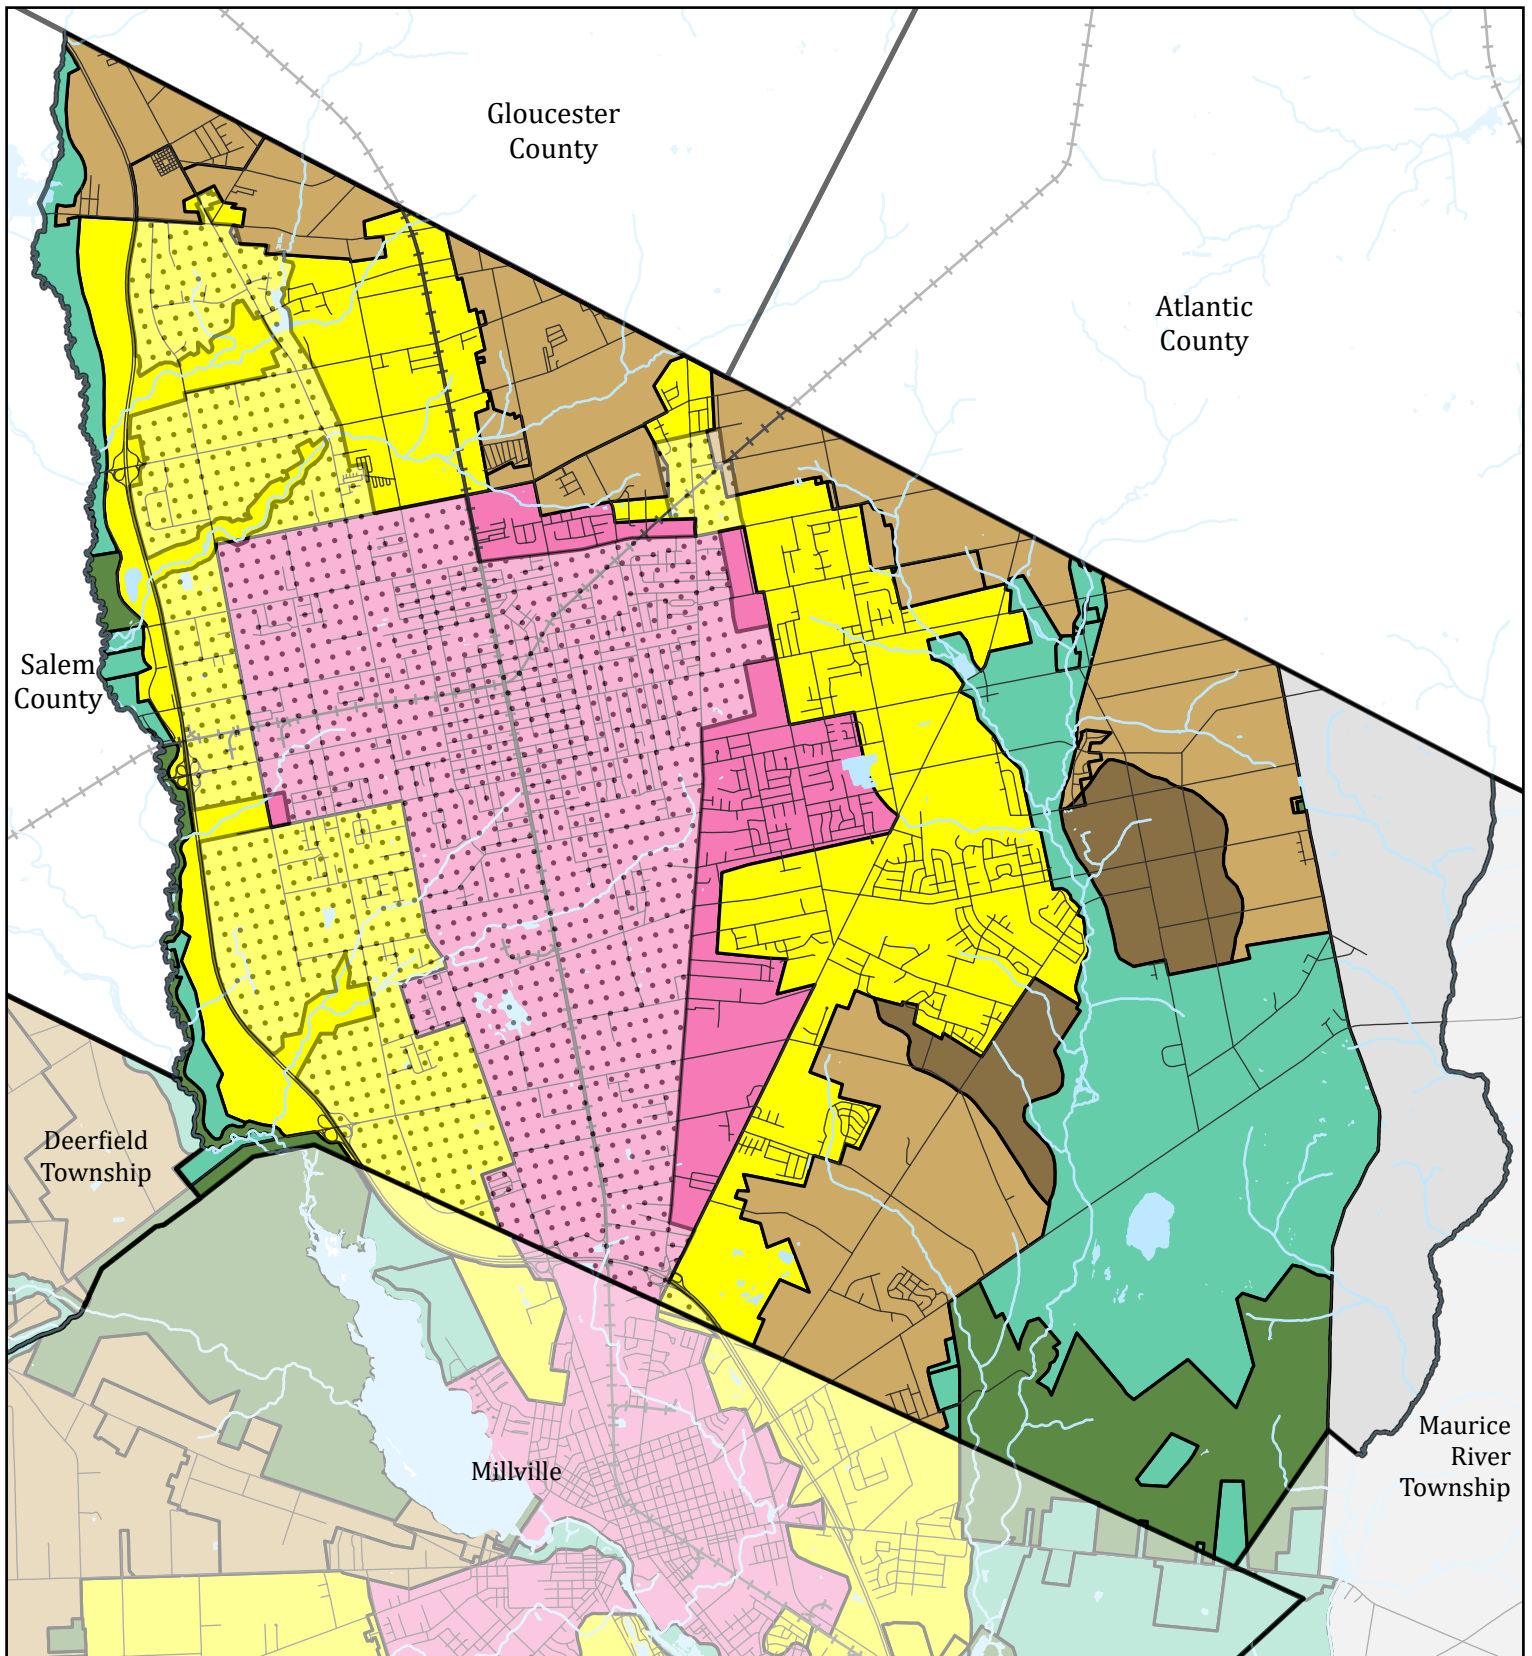 Gloucester
County
Atlantic
County
Salem
County
Deerfield
Township
Millville
Maurice
River
Township